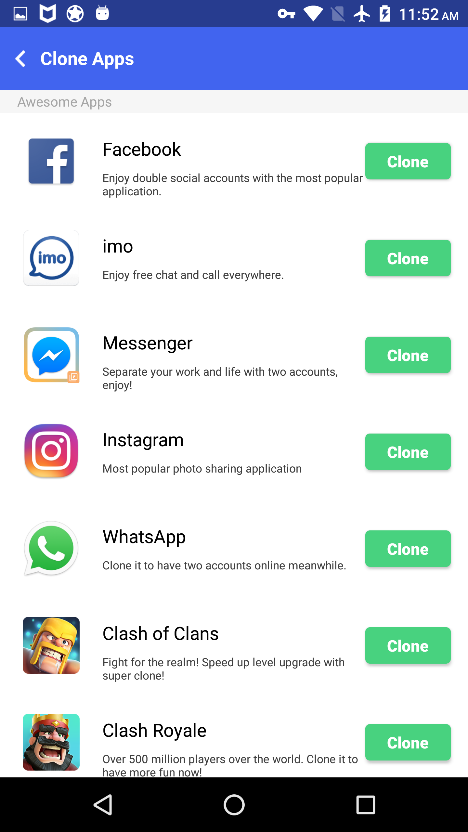 11:52 AM
Clone Apps
Awesome Apps
Facebook
Enjoy double social accounts with the most popular
application.
Clone
imo
imo
Enjoy free chat and call everywhere.
Clone
Messenger
Separate your work and life with two accounts,
enjoy!
Clone
Instagram
Most popular photo sharing application
Clone
WhatsApp
Clone it to have two accounts online meanwhile.
Clone
Clash of Clans
Fight for the realm! Speed up level upgrade with
super clone!
Clone
Clash Royale
Over 500 million players over the world. Clone it to
have more fun now!
Clone